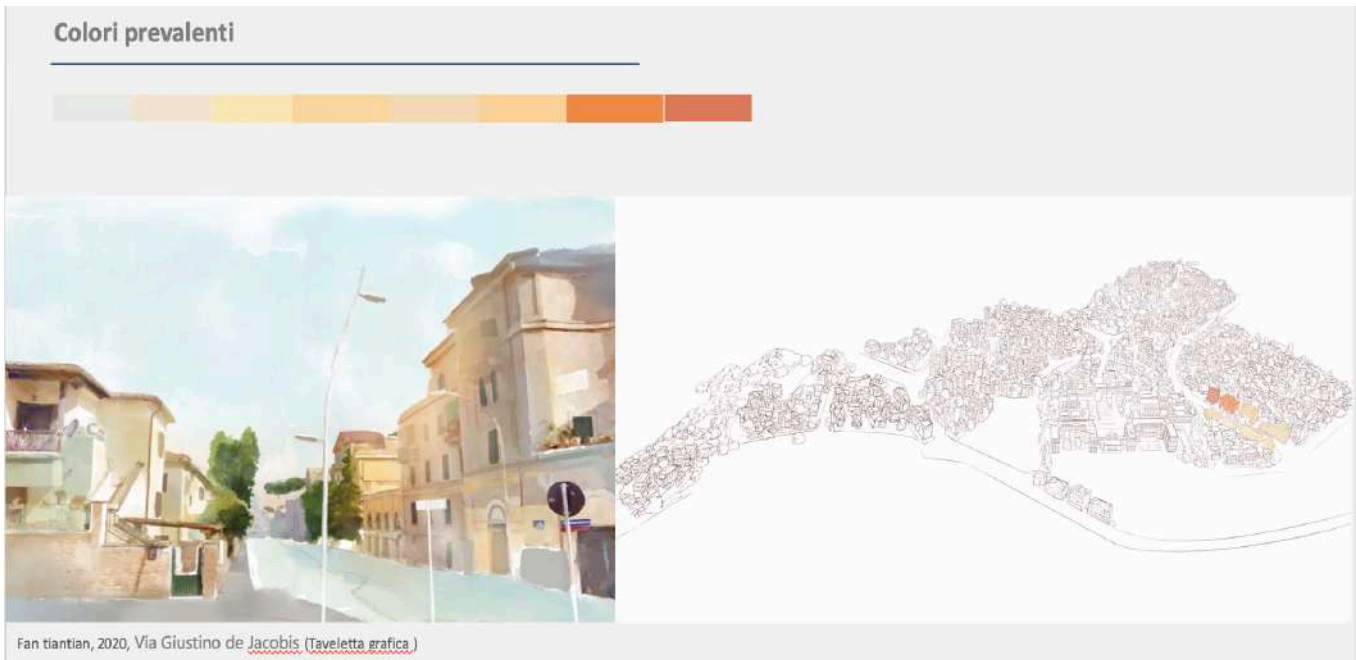 Colori prevalenti
Fan tiantian, 2020, Via Giustino de Jacobis (Taveletta grafica )